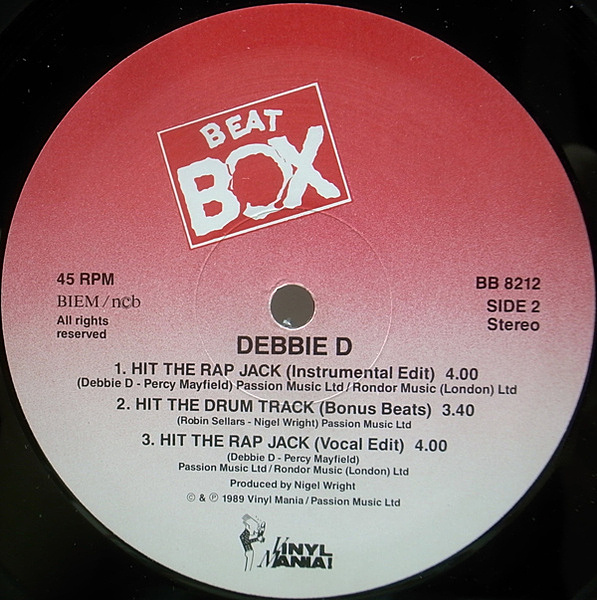 BEAT
BOX
45 RPM
BIEM/ncb
All rights
reserved
BB 8212
SIDE 2
Stereo
DEBBIE D
1. HIT THE RAP JACK (Instrumental Edit) 4.00
(Debbie D - Percy Mayfield) Passion Music Ltd / Rondor Music (London) Ltd
2. HIT THE DRUM TRACK (Bonus Beats) 3.40
(Robin Sellars - Nigel Wright) Passion Music Ltd
3. HIT THE RAP JACK (Vocal Edit) 4.00
(Debbie D - Percy Mayfield)
Passion Music Ltd / Rondor Music (London) Ltd
Produced by Nigel Wright
© & ℗ 1989 Vinyl Mania / Passion Music Ltd
VINYL
MANIA!